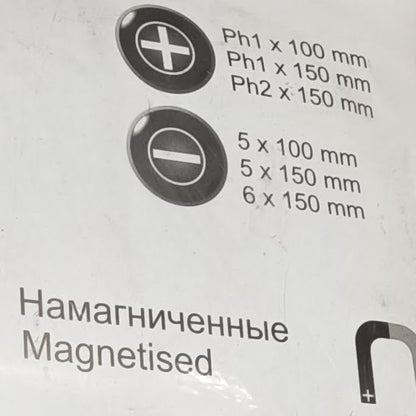 Ph1 x 100 mm
Ph1 x 150 mm
Ph2 x 150 mm
5 x 100 mm
5 x 150 mm
6 x 150 mm
Намагниченные
Magnetised